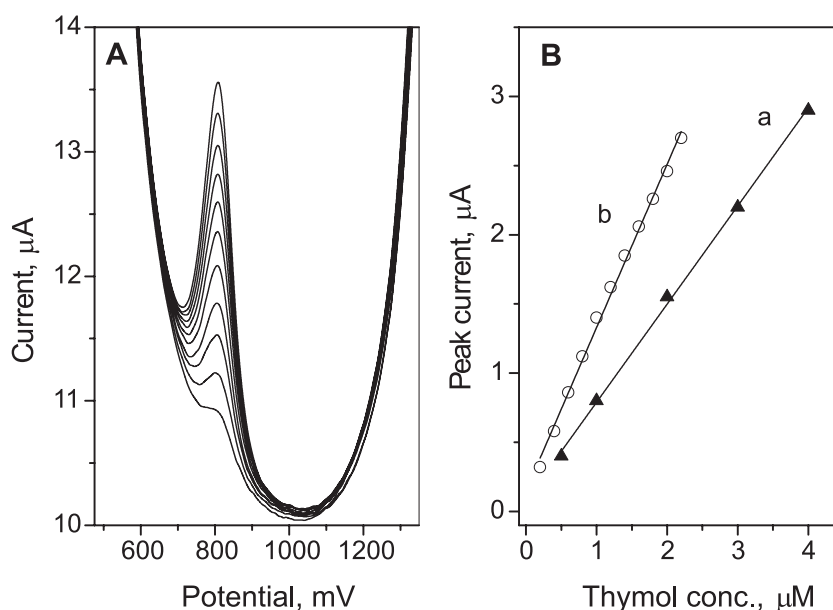 A
14
13
12
11
10
Current, μA
600 800 1000 1200
Potential, mV
B
3
2
1
0
Peak current, μA
a
b
0 1 2 3 4
Thymol conc., μM